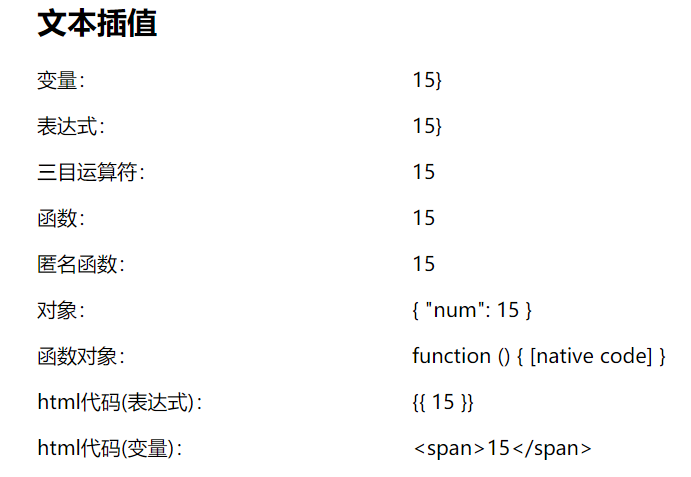 文本插值
变量： 15}
表达式： 15}
三目运算符： 15
函数： 15
匿名函数： 15
对象： { "num": 15 }
函数对象： function () { [native code] }
html代码(表达式)： {{ 15 }}
html代码(变量)： <span>15</span>